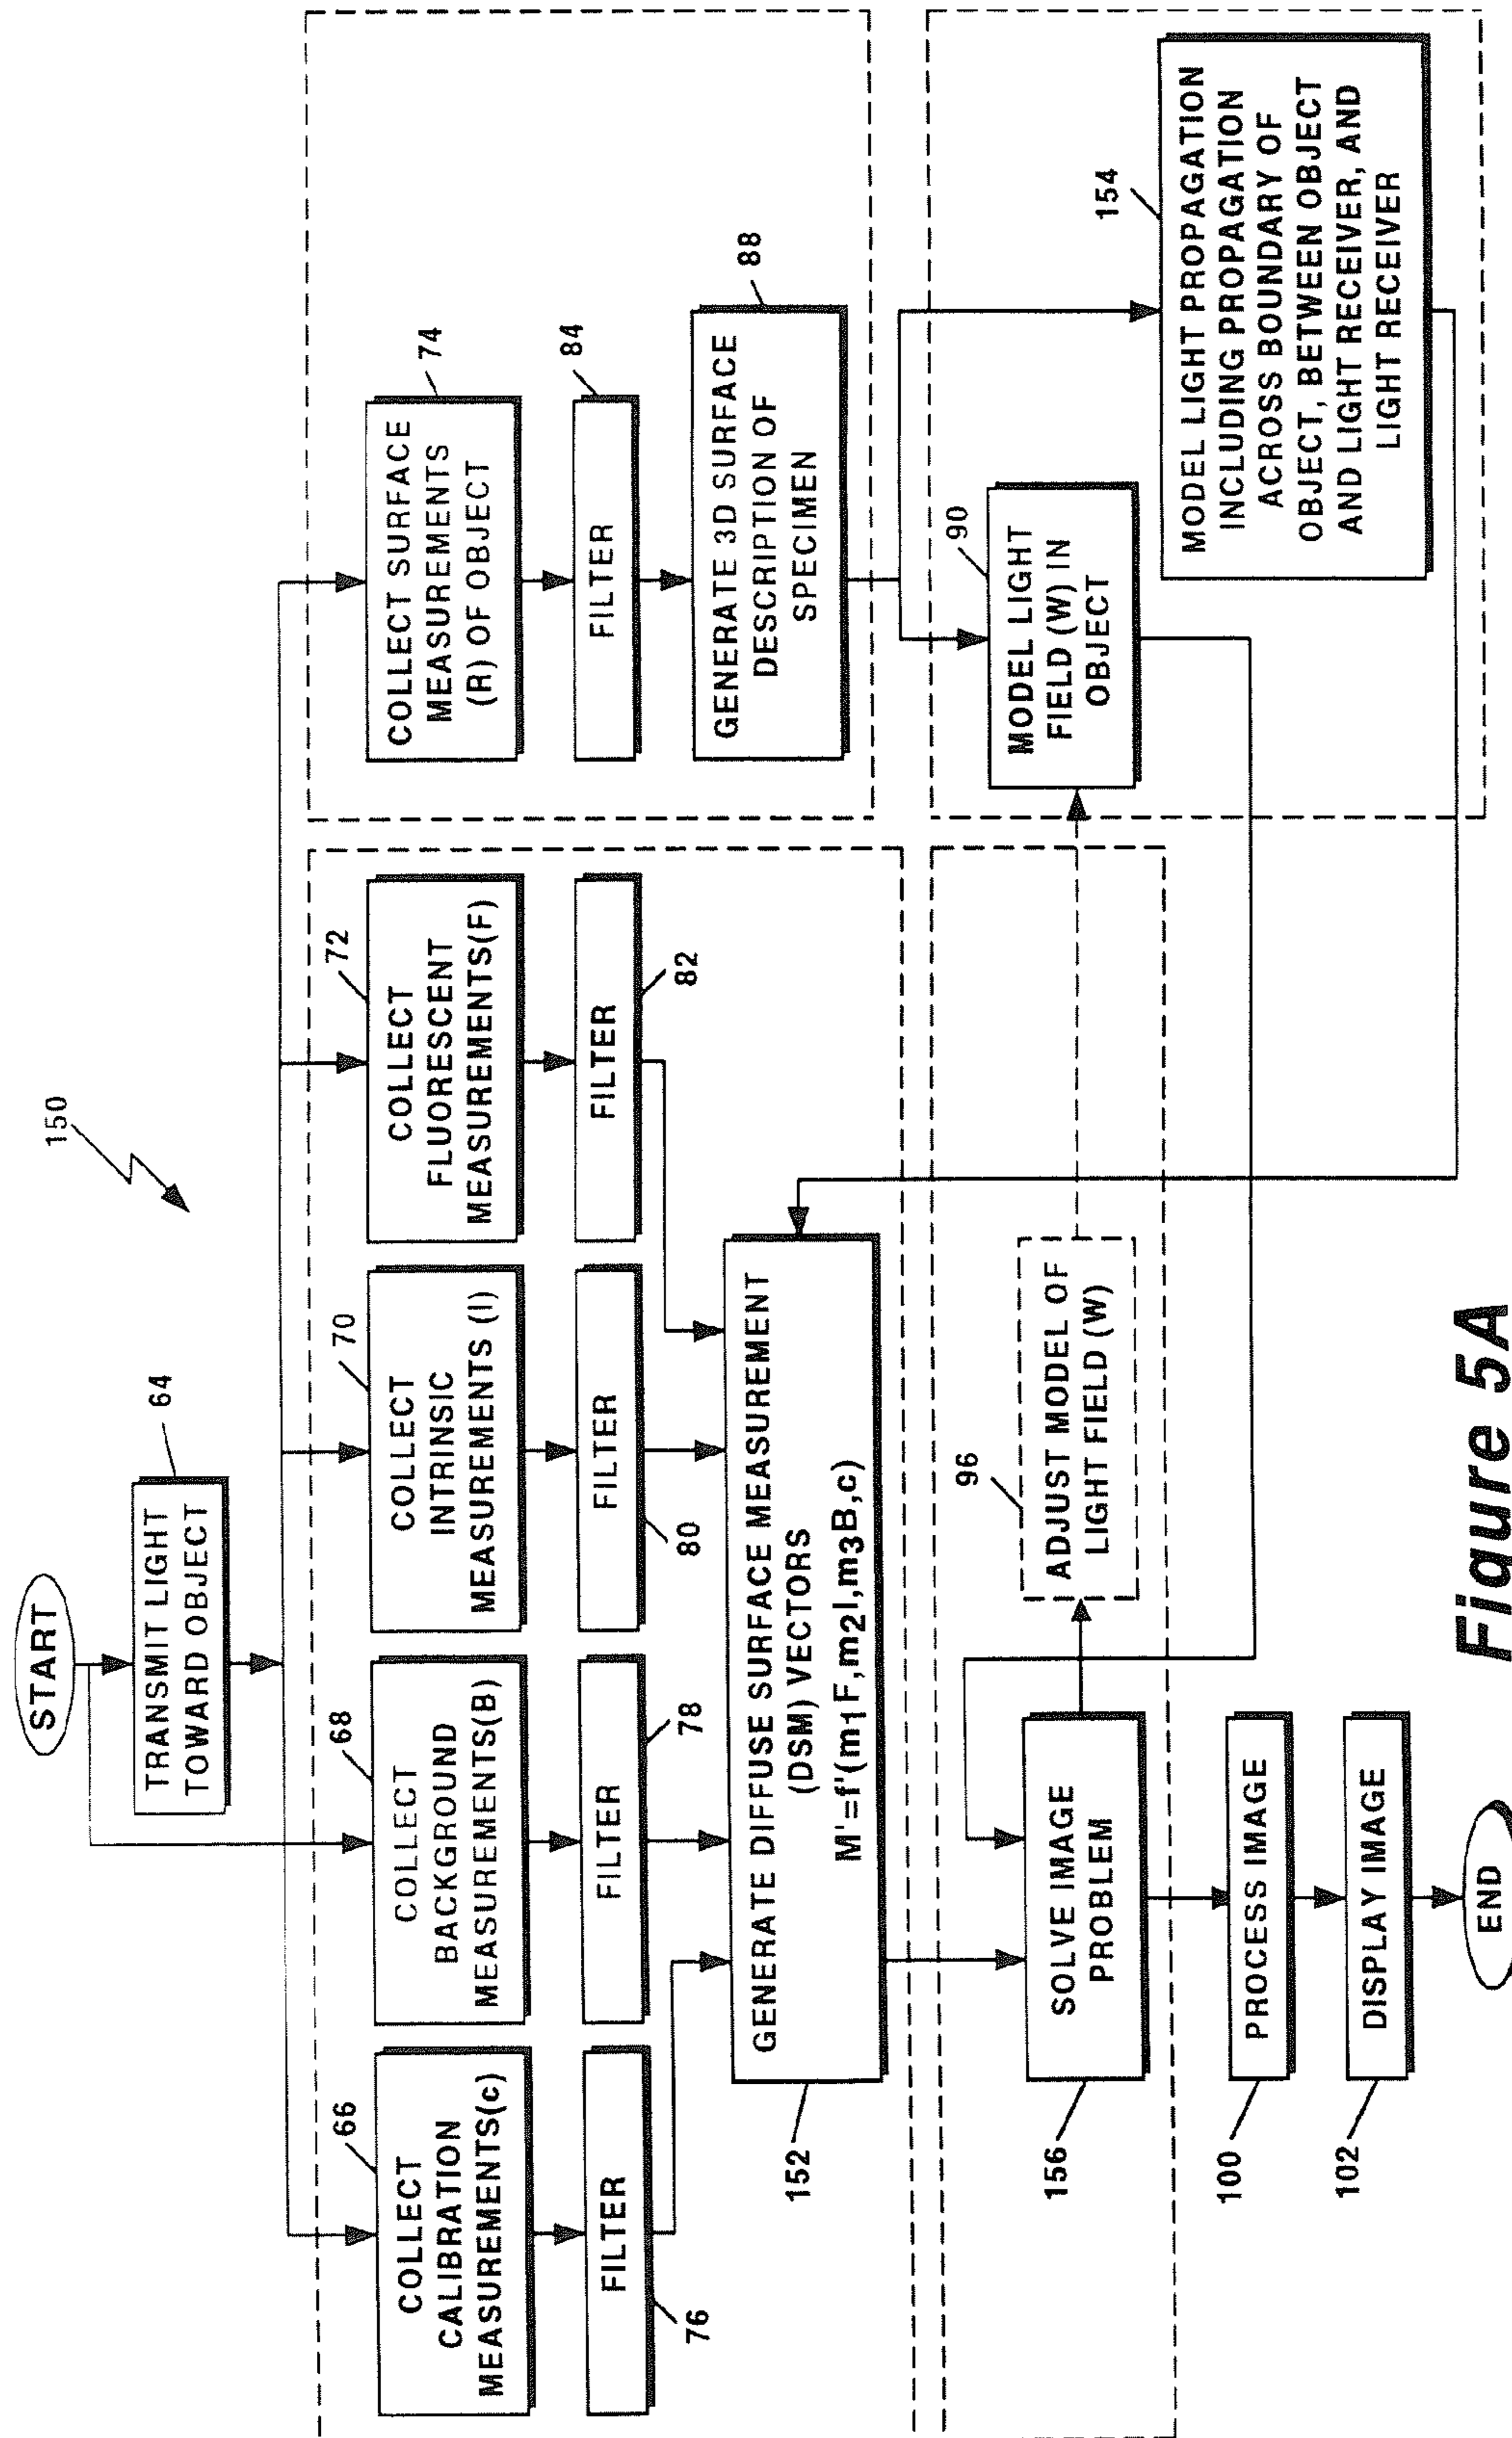 START
150
TRANSMIT LIGHT
TOWARD OBJECT
64
COLLECT
CALIBRATION
MEASUREMENTS(c)
66
COLLECT
BACKGROUND
MEASUREMENTS(B)
68
COLLECT
INTRINSIC
MEASUREMENTS (I)
70
COLLECT
FLUORESCENT
MEASUREMENTS(F)
72
COLLECT SURFACE
MEASUREMENTS
(R) OF OBJECT
74
FILTER
76
FILTER
78
FILTER
80
FILTER
82
FILTER
84
GENERATE DIFFUSE SURFACE MEASUREMENT
(DSM) VECTORS
M'=f'(m1F,m2I,m3B,c)
152
GENERATE 3D SURFACE
DESCRIPTION OF
SPECIMEN
88
SOLVE IMAGE
PROBLEM
156
ADJUST MODEL OF
LIGHT FIELD (W)
96
MODEL LIGHT
FIELD (W) IN
OBJECT
90
MODEL LIGHT PROPAGATION
INCLUDING PROPAGATION
ACROSS BOUNDARY OF
OBJECT, BETWEEN OBJECT
AND LIGHT RECEIVER, AND
LIGHT RECEIVER
154
PROCESS IMAGE
100
DISPLAY IMAGE
102
END
Figure 5A